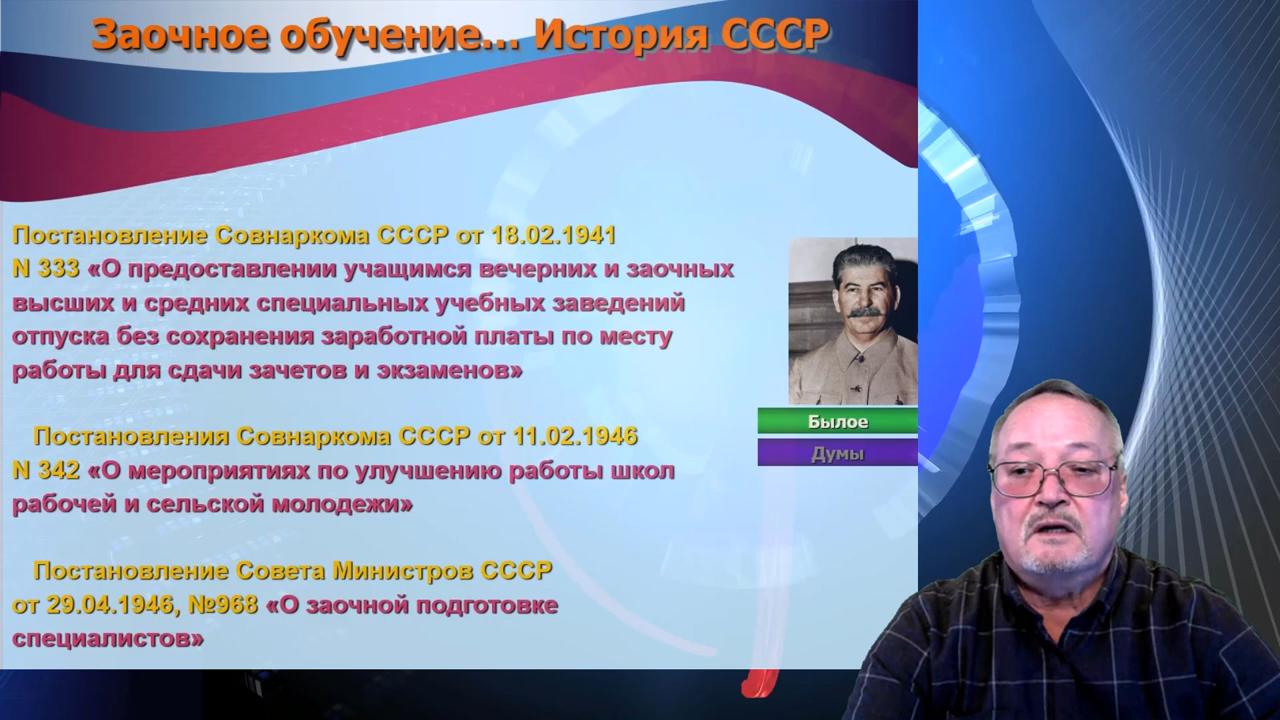 Заочное обучение... История СССР
Постановление Совнаркома СССР от 18.02.1941
N 333 «О предоставлении учащимся вечерних и заочных
высших и средних специальных учебных заведений
отпуска без сохранения заработной платы по месту
работы для сдачи зачетов и экзаменов»
Постановления Совнаркома СССР от 11.02.1946
N 342 «О мероприятиях по улучшению работы школ
рабочей и сельской молодежи»
Постановление Совета Министров СССР
от 29.04.1946, №968 «О заочной подготовке
специалистов»
Былое
Думы